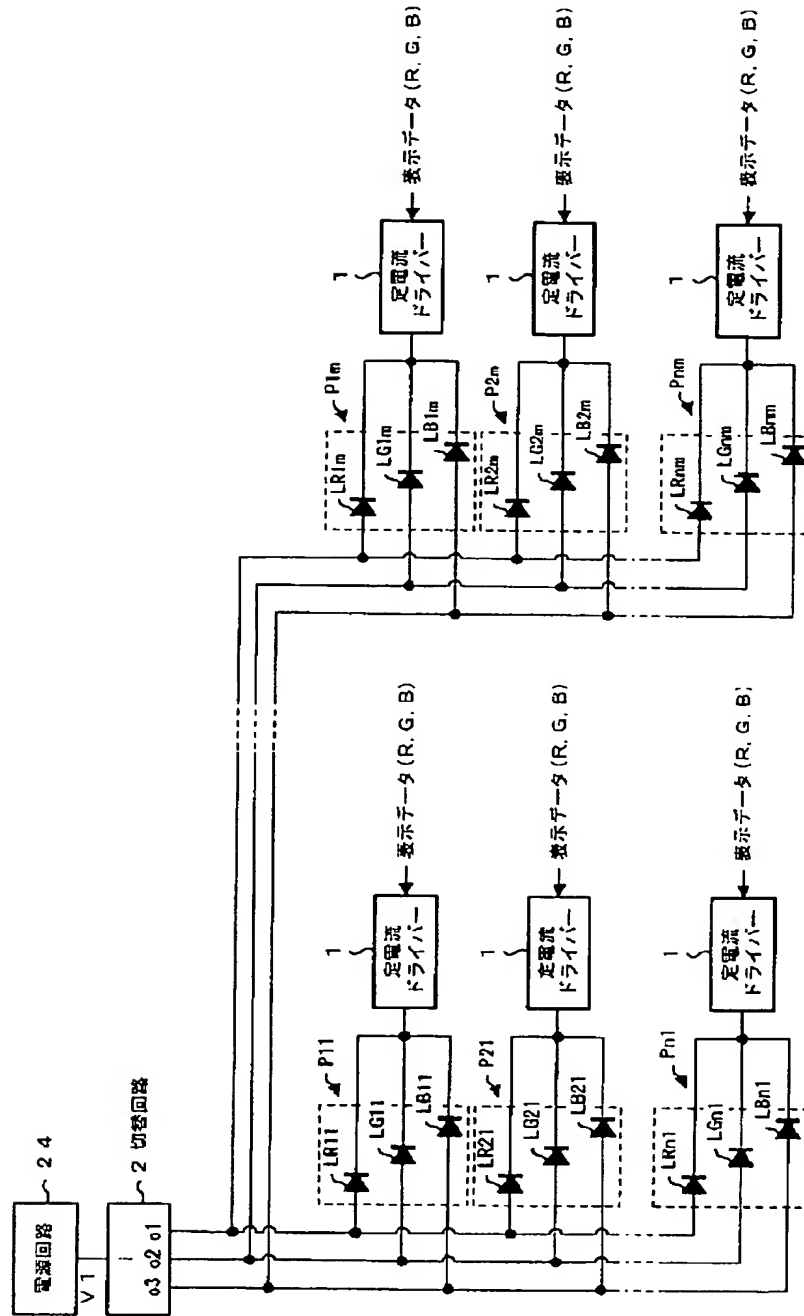 電源回路
24
V1
2 切替回路
i
o3 o2 o1
P11
LR11
LG11
LB11
1
定電流
ドライバー
表示データ(R, G, B)
P21
LR21
LG21
LB21
1
定電流
ドライバー
表示データ(R, G, B)
Pn1
LRn1
LGn1
LBn1
1
定電流
ドライバー
表示データ(R, G, B)
P1m
LR1m
LG1m
LB1m
1
定電流
ドライバー
表示データ(R, G, B)
P2m
LR2m
LG2m
LB2m
1
定電流
ドライバー
表示データ(R, G, B)
Pnm
LRnm
LGnm
LBnm
1
定電流
ドライバー
表示データ(R, G, B)